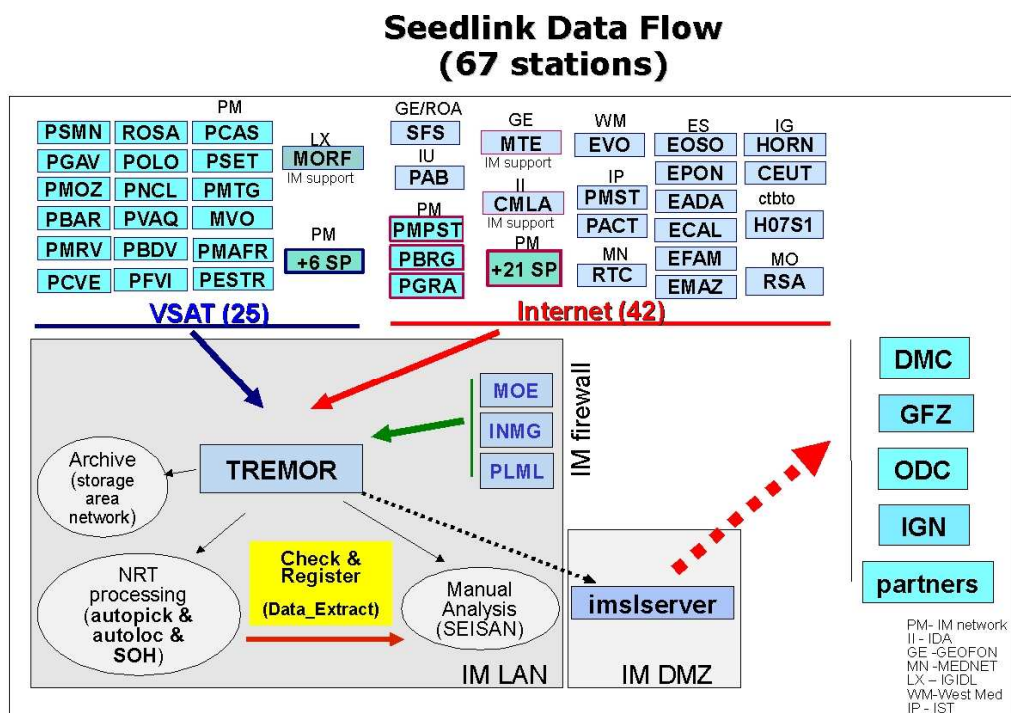 Seedlink Data Flow
(67 stations)
PM
PSMN ROSA PCAS
PGAV POLO PSET
PMOZ PNCL PMTG
PBAR PVAQ MVO
PMRV PBDV PMAFR
PCVE PFVI PESTR
LX
MORF
IM support
PM
+6 SP
VSAT (25)
GE/ROA
SFS
IU
PAB
PM
PMPST
PBRG
PGRA
GE
MTE
IM support
II
CMLA
IM support
PM
+21 SP
WM
EVO
IP
PMST
PACT
MN
RTC
ES
EOSO
EPON
EADA
ECAL
EFAM
EMAZ
IG
HORN
CEUT
ctbto
H07S1
MO
RSA
Internet (42)
MOE
INMG
PLML
IM firewall
TREMOR
Archive
(storage
area
network)
NRT
processing
(autopick &
autoloc &
SOH)
Check &
Register
(Data_Extract)
Manual
Analysis
(SEISAN)
IM LAN
imslserver
IM DMZ
DMC
GFZ
ODC
IGN
partners
PM- IM network
II - IDA
GE -GEOFON
MN -MEDNET
LX – IGIDL
WM-West Med
IP - IST